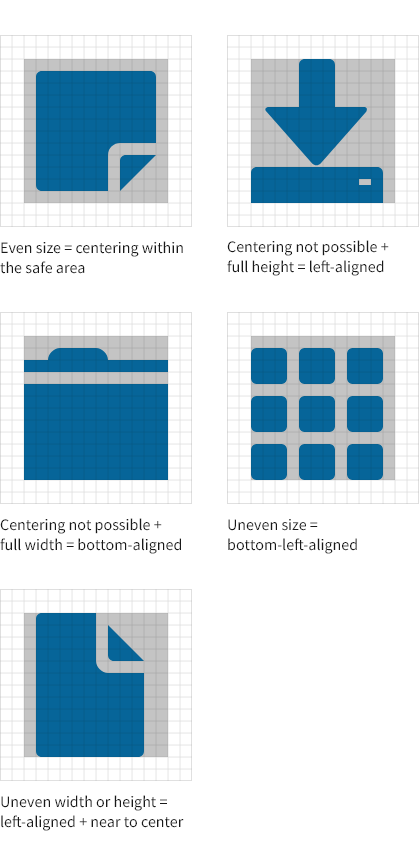 Even size = centering within
the safe area
Centering not possible +
full height = left-aligned
Centering not possible +
full width = bottom-aligned
Uneven size =
bottom-left-aligned
Uneven width or height =
left-aligned + near to center